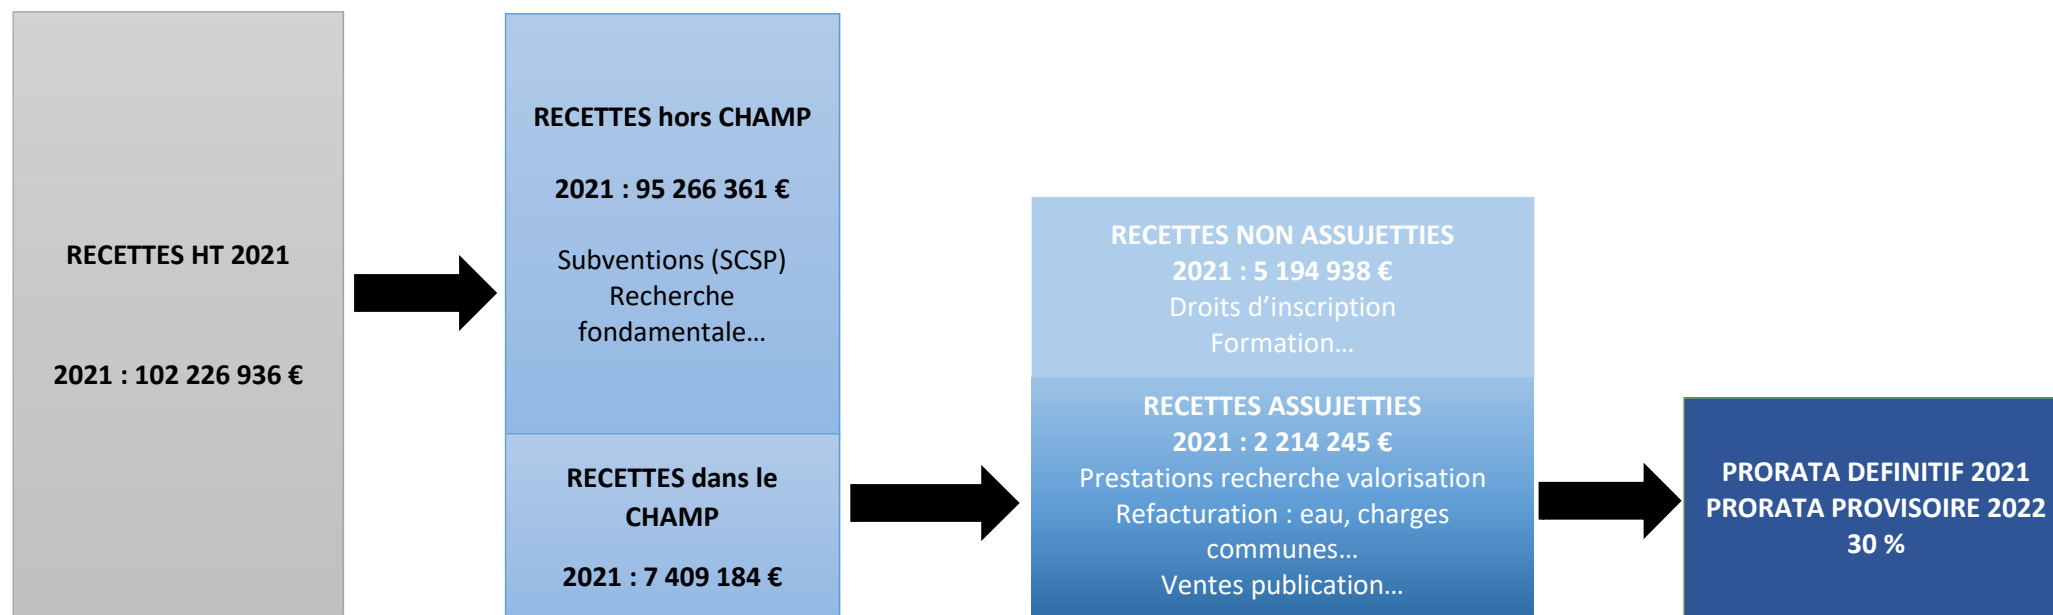 RECETTES HT 2021
2021 : 102 226 936 €
RECETTES hors CHAMP
2021 : 95 266 361 €
Subventions (SCSP)
Recherche
fondamentale…
RECETTES dans le
CHAMP
2021 : 7 409 184 €
RECETTES NON ASSUJETTIES
2021 : 5 194 938 €
Droits d’inscription
Formation…
RECETTES ASSUJETTIES
2021 : 2 214 245 €
Prestations recherche valorisation
Refacturation : eau, charges
communes…
Ventes publication…
PRORATA DEFINITIF 2021
PRORATA PROVISOIRE 2022
30 %